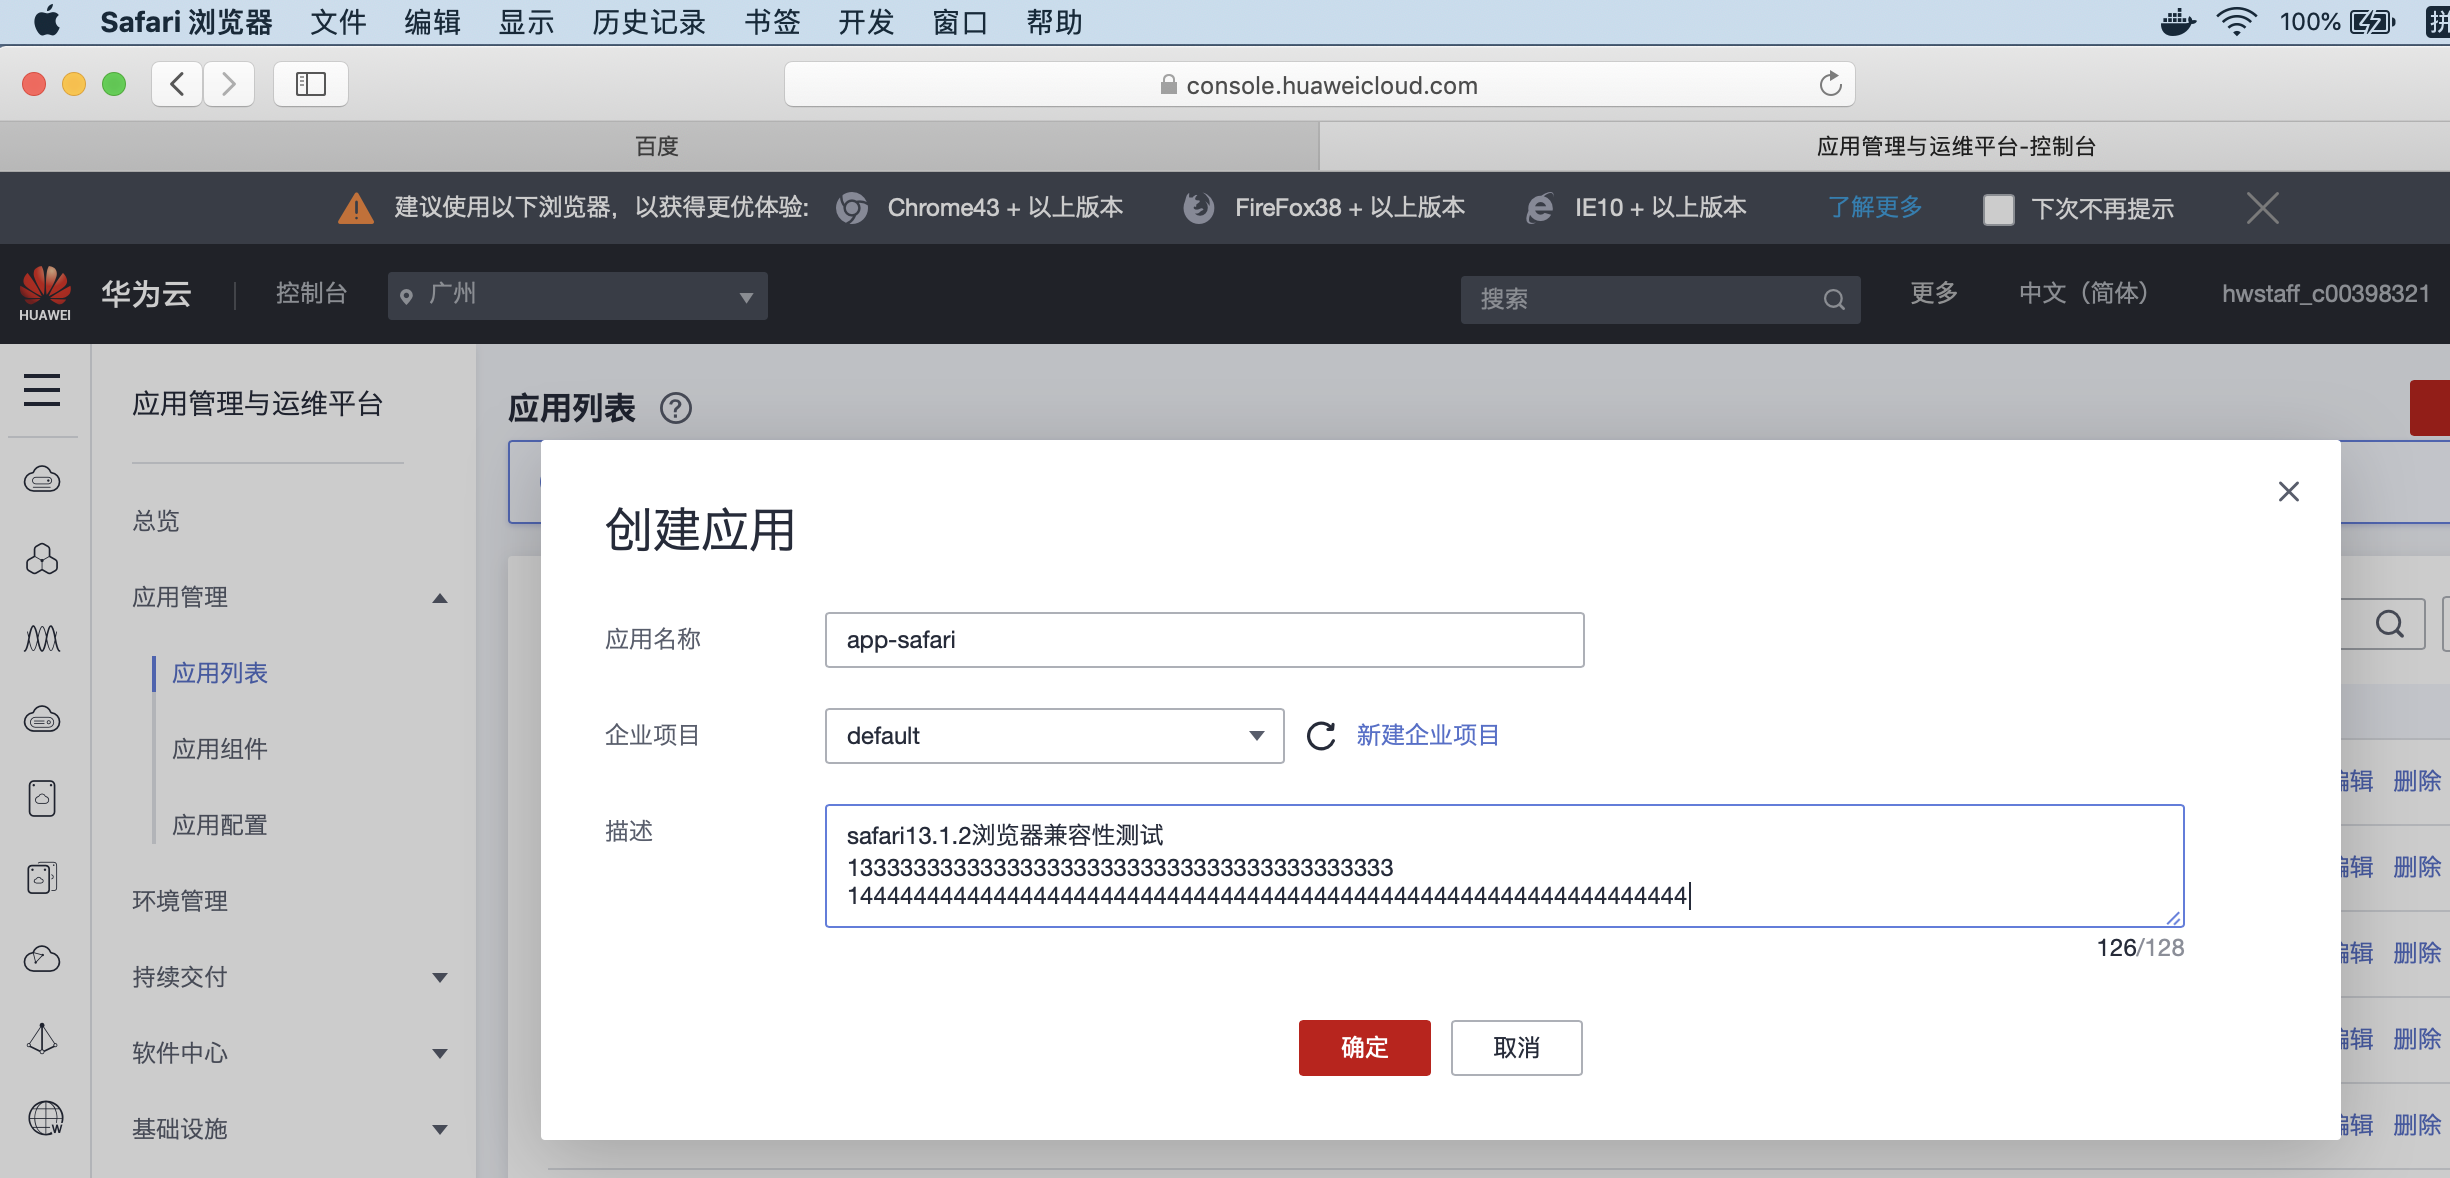 Safari 浏览器 文件 编辑 显示 历史记录 书签 开发 窗口 帮助 100% 拼
console.huaweicloud.com
百度 应用管理与运维平台-控制台
建议使用以下浏览器，以获得更优体验: Chrome43 + 以上版本 FireFox38 + 以上版本 IE10 + 以上版本 了解更多 下次不再提示
HUAWEI 华为云 控制台 广州 搜索 更多 中文（简体） hwstaff_c00398321
应用管理与运维平台
总览
应用管理
应用列表
应用组件
应用配置
环境管理
持续交付
软件中心
基础设施
应用列表
创建应用
应用名称 app-safari
企业项目 default 新建企业项目
描述 safari13.1.2浏览器兼容性测试
1333333333333333333333333333333333333333
144444444444444444444444444444444444444444444444444444444444444
126/128
确定 取消
编辑 删除
编辑 删除
编辑 删除
编辑 删除
编辑 删除